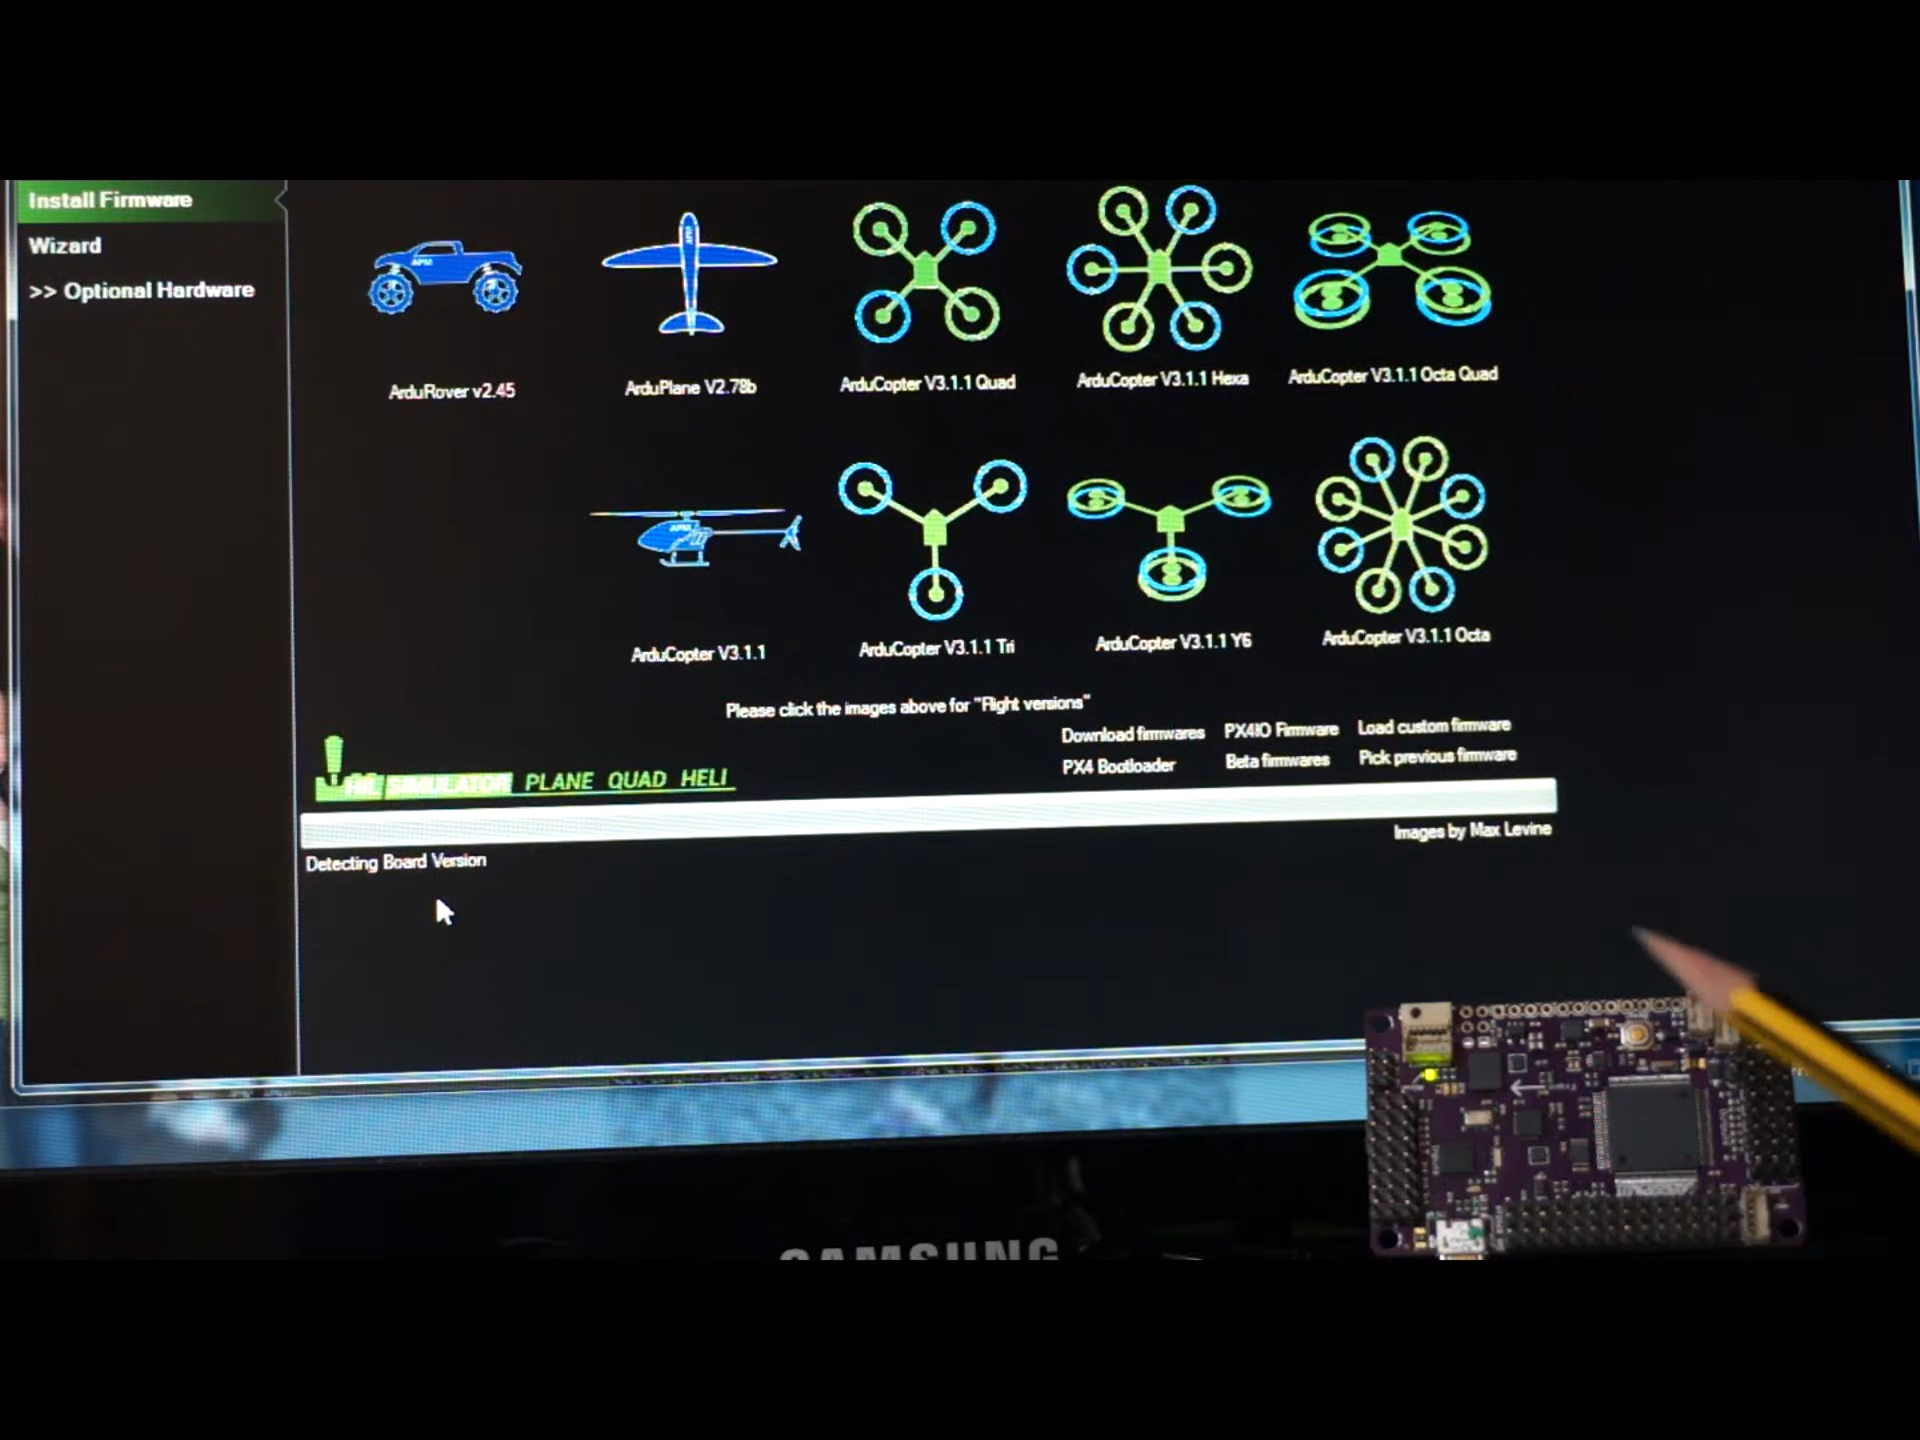 Install Firmware
Wizard
>> Optional Hardware
ArduRover v2.45
ArduPlane V2.78b
ArduCopter V3.1.1 Quad
ArduCopter V3.1.1 Hexa
ArduCopter V3.1.1 Octa Quad
ArduCopter V3.1.1
ArduCopter V3.1.1 Tri
ArduCopter V3.1.1 Y6
ArduCopter V3.1.1 Octa
Please click the images above for "Flight versions"
Download firmwares
PX4IO Firmware
Load custom firmware
PX4 Bootloader
Beta firmwares
Pick previous firmware
HIL SIMULATOR PLANE QUAD HELI
Images by Max Levine
Detecting Board Version
SAMSUNG